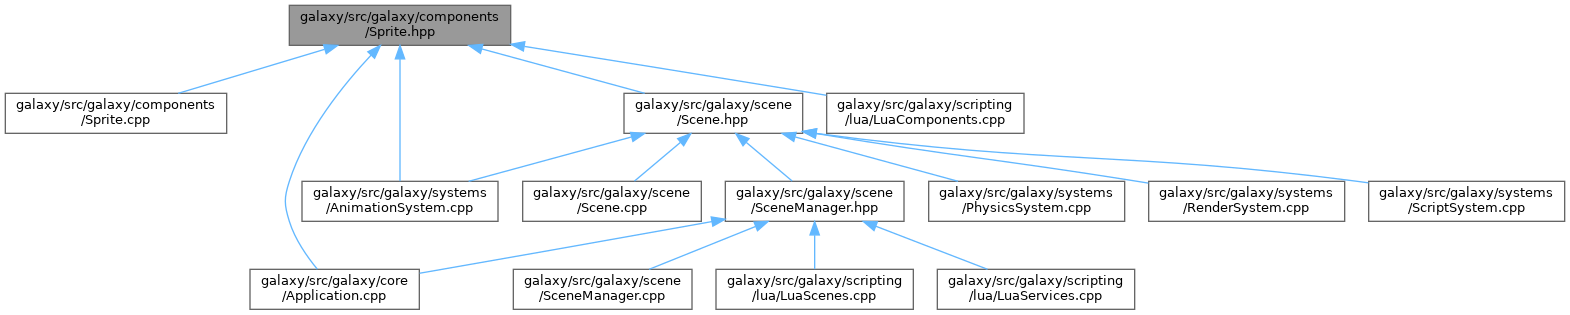 galaxy/src/galaxy/components
/Sprite.hpp
galaxy/src/galaxy/components
/Sprite.cpp
galaxy/src/galaxy/scene
/Scene.hpp
galaxy/src/galaxy/scripting
/lua/LuaComponents.cpp
galaxy/src/galaxy/systems
/AnimationSystem.cpp
galaxy/src/galaxy/scene
/Scene.cpp
galaxy/src/galaxy/scene
/SceneManager.hpp
galaxy/src/galaxy/systems
/PhysicsSystem.cpp
galaxy/src/galaxy/systems
/RenderSystem.cpp
galaxy/src/galaxy/systems
/ScriptSystem.cpp
galaxy/src/galaxy/core
/Application.cpp
galaxy/src/galaxy/scene
/SceneManager.cpp
galaxy/src/galaxy/scripting
/lua/LuaScenes.cpp
galaxy/src/galaxy/scripting
/lua/LuaServices.cpp